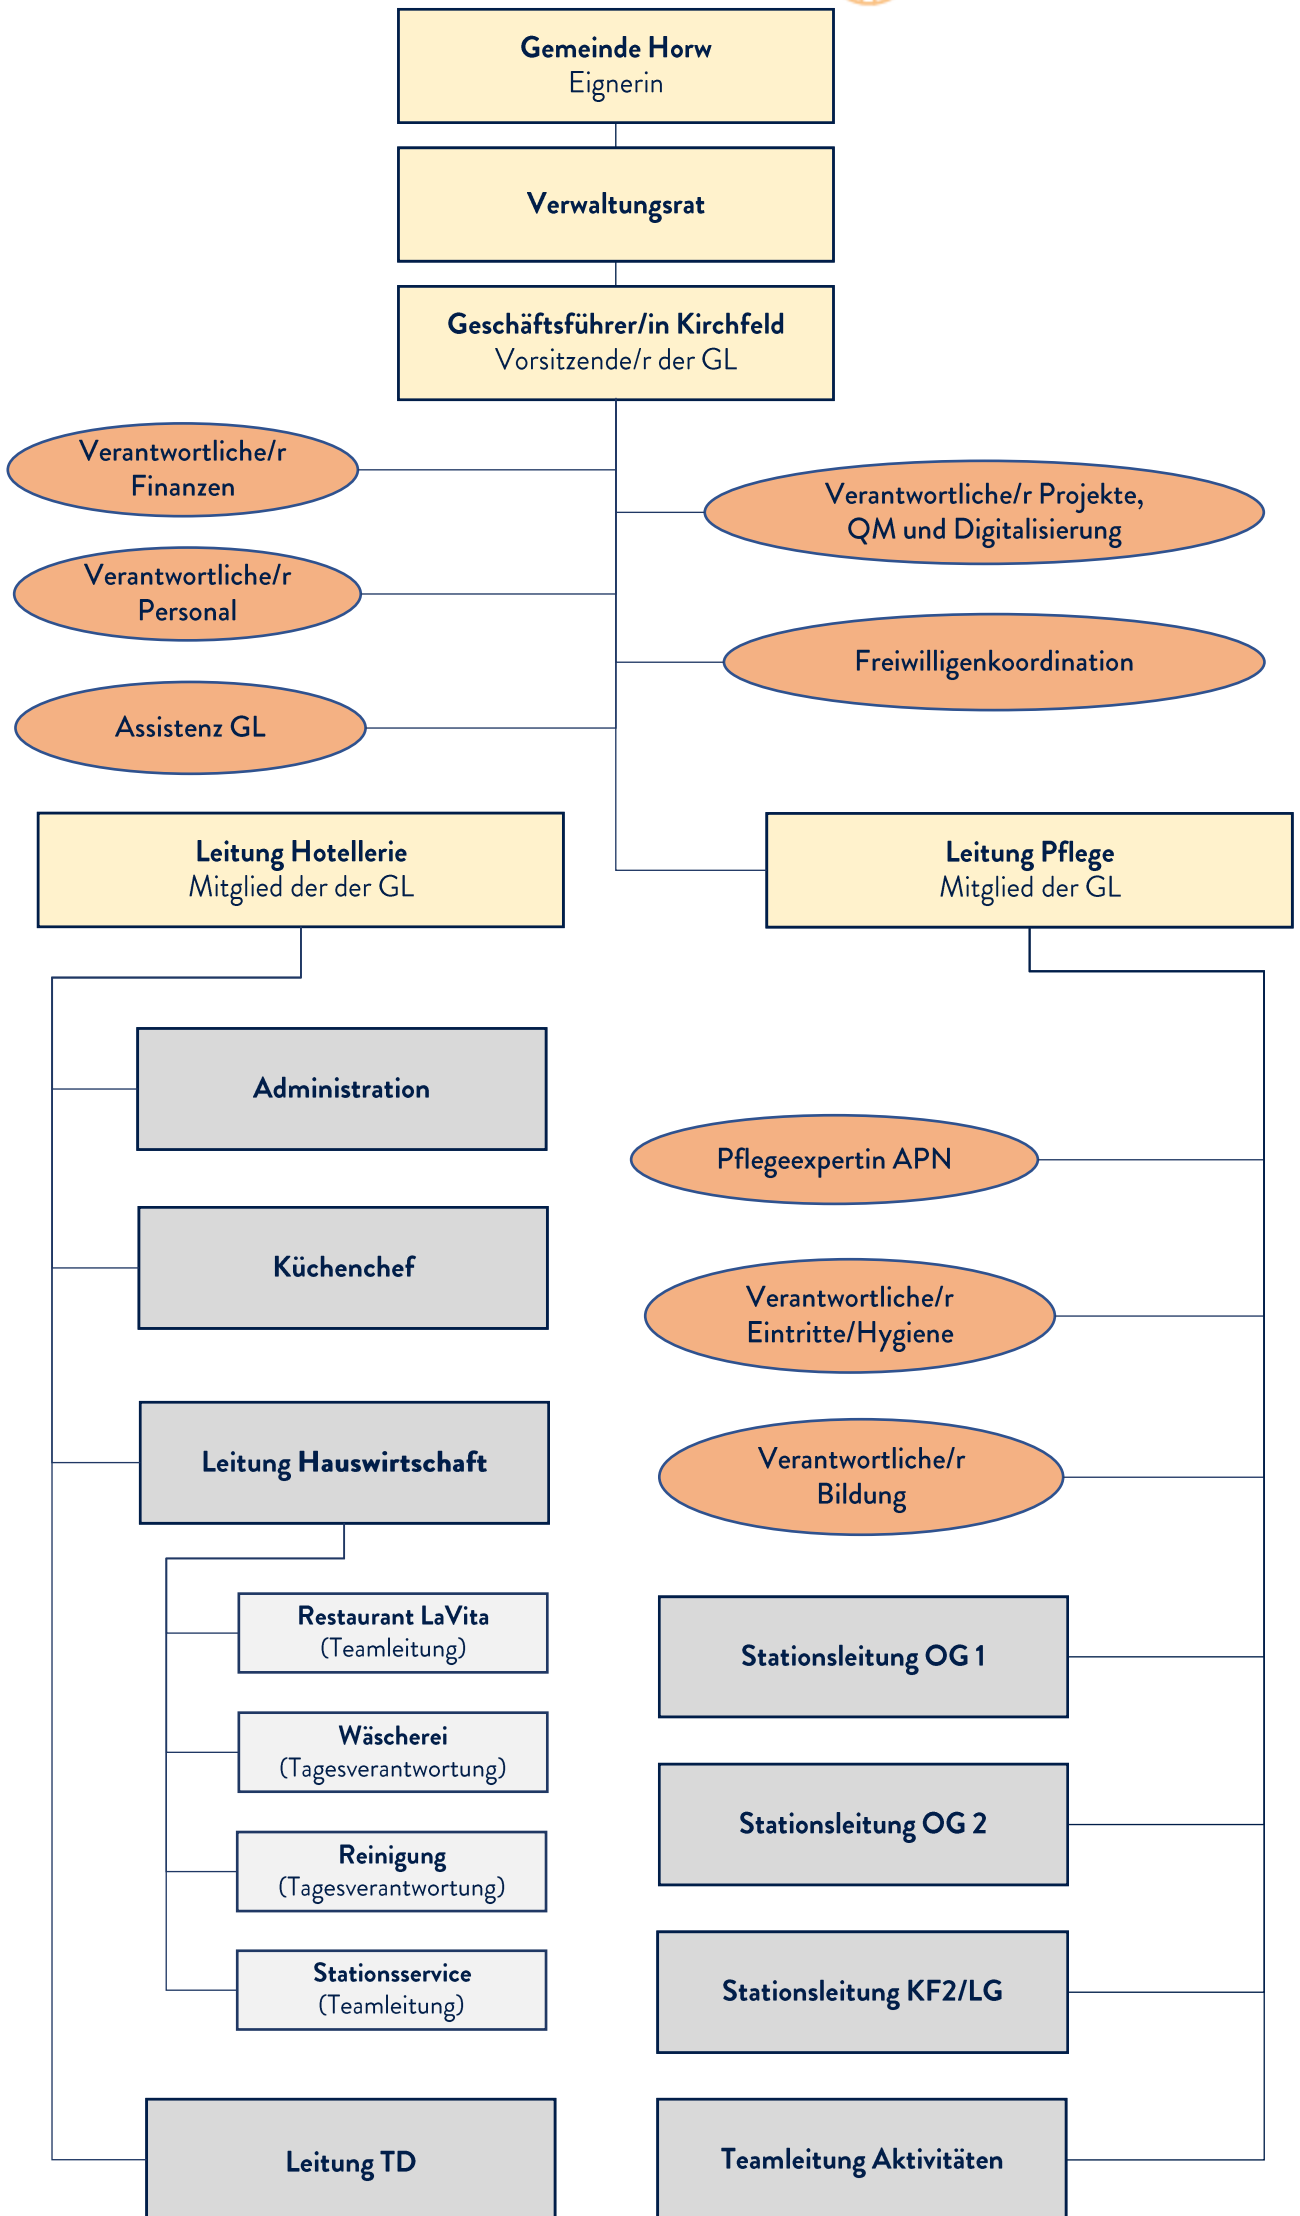 Gemeinde Horw
Eignerin
Verwaltungsrat
Geschäftsführer/in Kirchfeld
Vorsitzende/r der GL
Verantwortliche/r
Finanzen
Verantwortliche/r Projekte,
QM und Digitalisierung
Verantwortliche/r
Personal
Freiwilligenkoordination
Assistenz GL
Leitung Hotellerie
Mitglied der der GL
Leitung Pflege
Mitglied der GL
Administration
Küchenchef
Leitung Hauswirtschaft
Restaurant LaVita
(Teamleitung)
Wäscherei
(Tagesverantwortung)
Reinigung
(Tagesverantwortung)
Stationsservice
(Teamleitung)
Leitung TD
Pflegeexpertin APN
Verantwortliche/r
Eintritte/Hygiene
Verantwortliche/r
Bildung
Stationsleitung OG 1
Stationsleitung OG 2
Stationsleitung KF2/LG
Teamleitung Aktivitäten